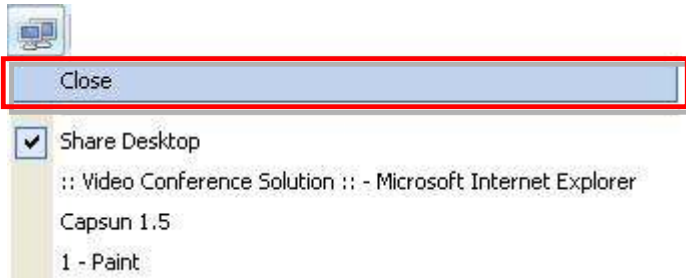 Close
Share Desktop
:: Video Conference Solution :: - Microsoft Internet Explorer
Capsun 1.5
1 - Paint